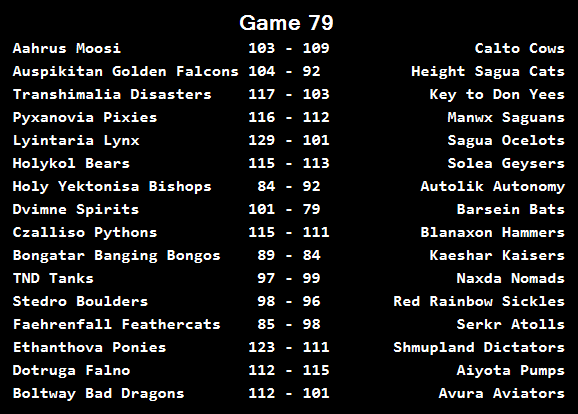 Game 79
Aahrus Moosi 103 - 109 Calto Cows
Auspikitan Golden Falcons 104 - 92 Height Sagua Cats
Transhimalia Disasters 117 - 103 Key to Don Yees
Pyxanovia Pixies 116 - 112 Manwx Saguans
Lyintaria Lynx 129 - 101 Sagua Ocelots
Holykol Bears 115 - 113 Solea Geysers
Holy Yektonisa Bishops 84 - 92 Autolik Autonomy
Dvimne Spirits 101 - 79 Barsein Bats
Czalliso Pythons 115 - 111 Blanaxon Hammers
Bongatar Banging Bongos 89 - 84 Kaeshar Kaisers
TND Tanks 97 - 99 Naxda Nomads
Stedro Boulders 98 - 96 Red Rainbow Sickles
Faehrenfall Feathercats 85 - 98 Serkr Atolls
Ethanthova Ponies 123 - 111 Shmupland Dictators
Dotruga Falno 112 - 115 Aiyota Pumps
Boltway Bad Dragons 112 - 101 Avura Aviators